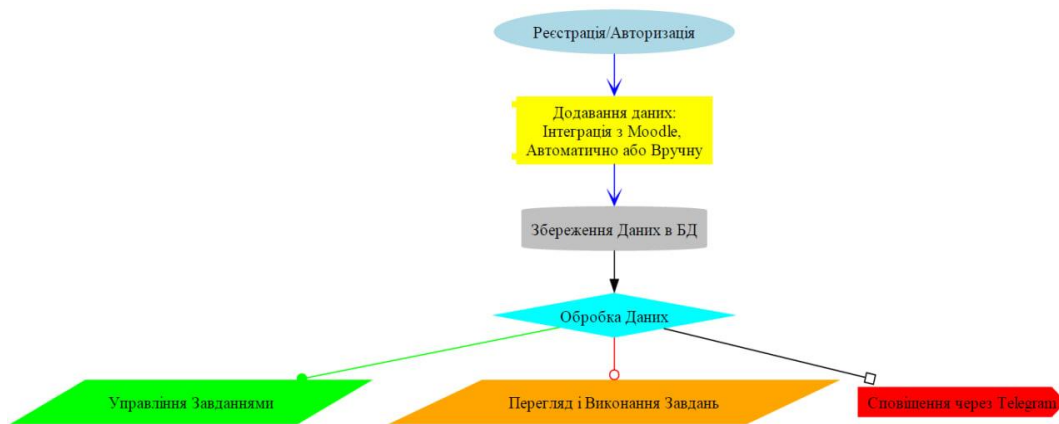 Реєстрація/Авторизація
Додавання даних:
Інтеграція з Moodle,
Автоматично або Вручну
Збереження Даних в БД
Обробка Даних
Управління Завданнями
Перегляд і Виконання Завдань
Сповіщення через Telegram